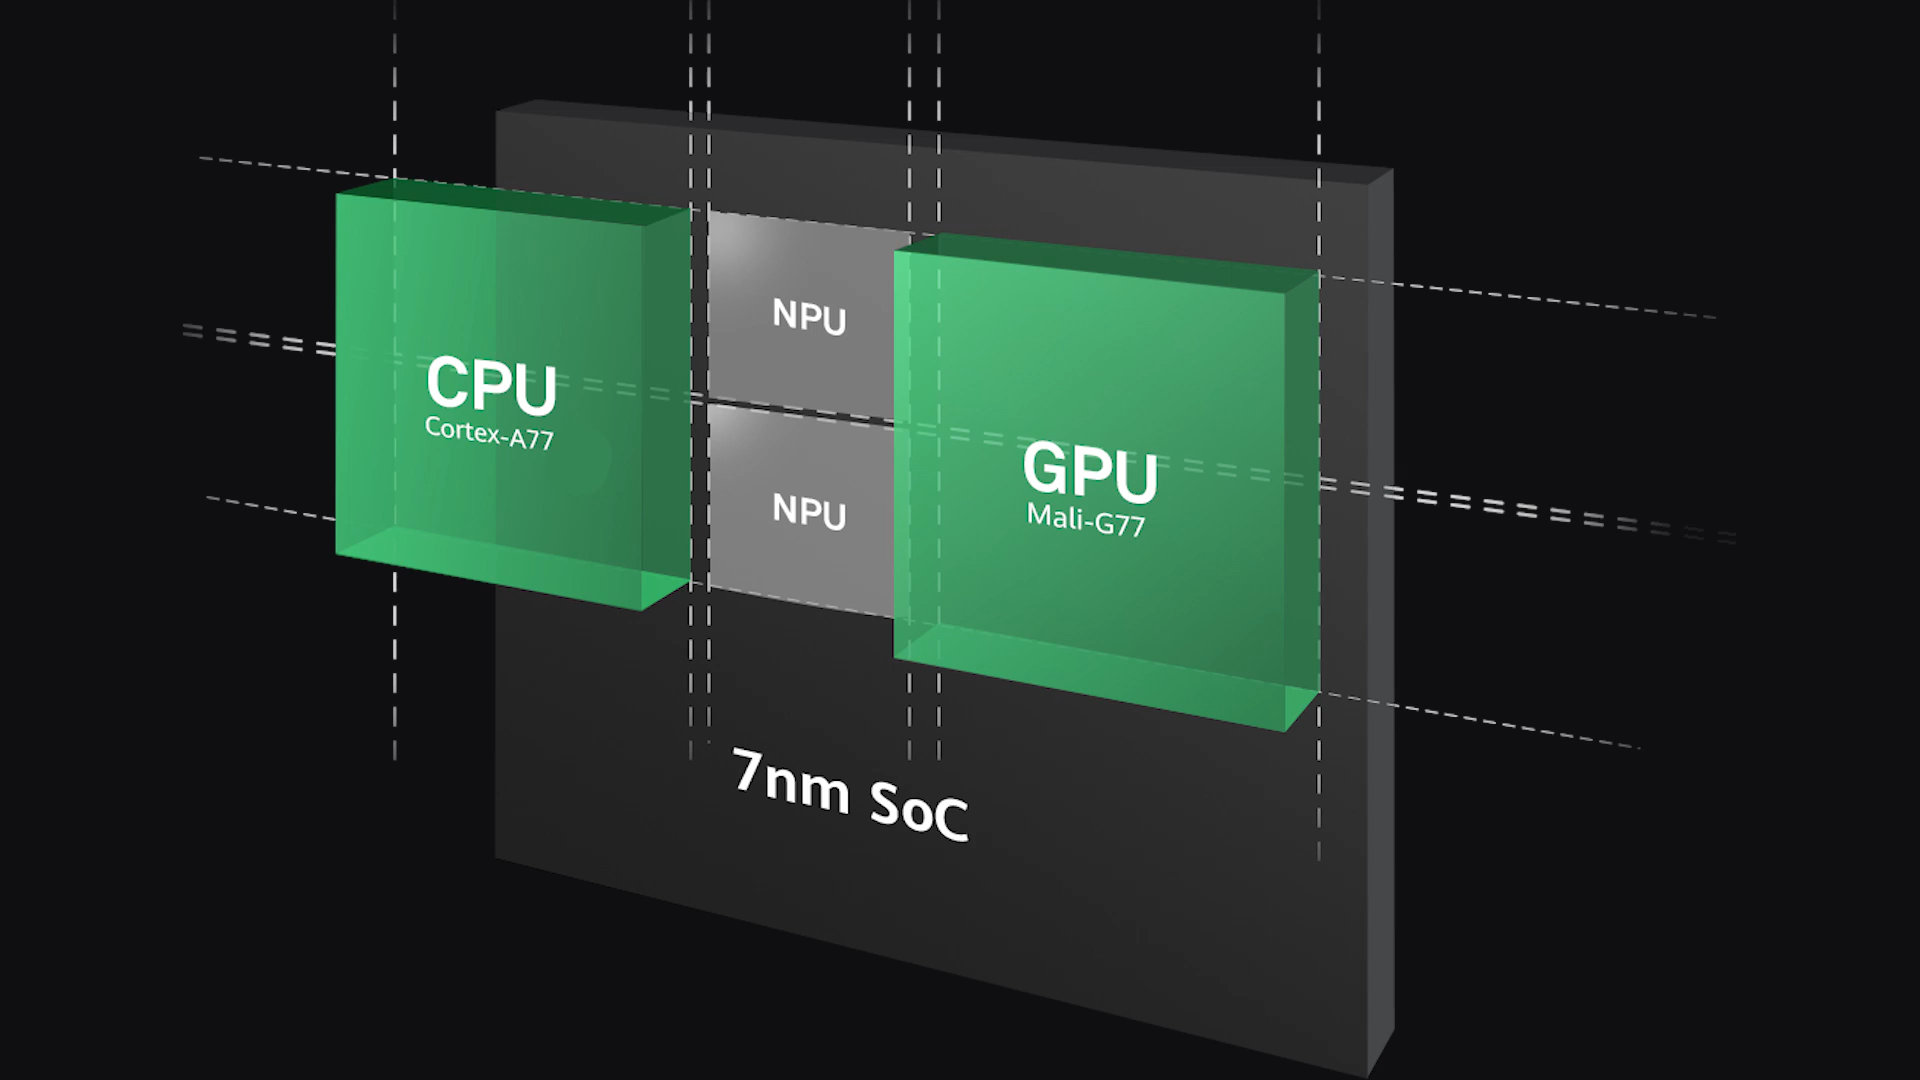 CPU
Cortex-A77
NPU
NPU
GPU
Mali-G77
7nm SoC